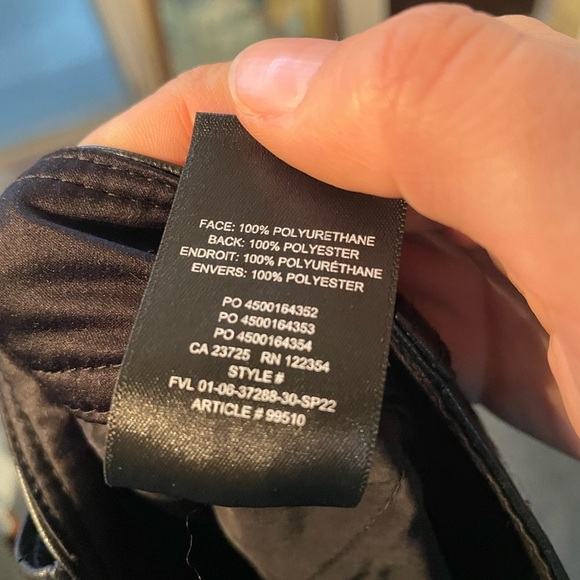 FACE: 100% POLYURETHANE
BACK: 100% POLYESTER
ENDROIT: 100% POLYURÉTHANE
ENVERS: 100% POLYESTER
PO 4500164352
PO 4500164353
PO 4500164354
CA 23725 RN 122354
STYLE #
FVL 01-06-37288-30-SP22
ARTICLE # 99510